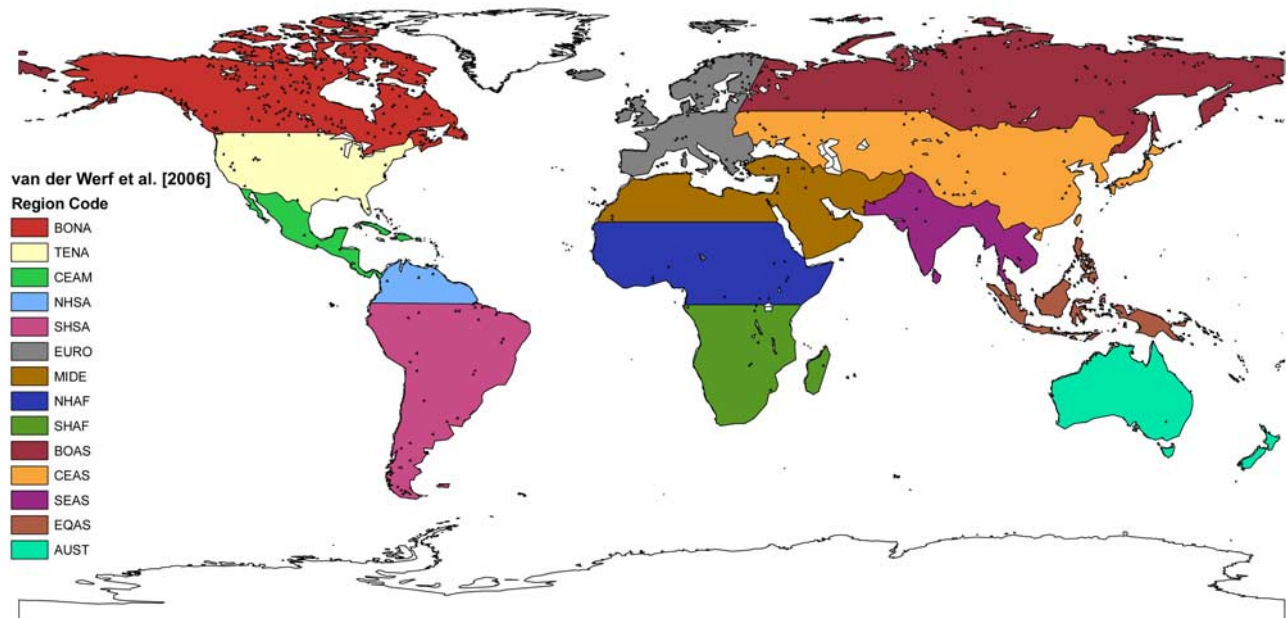 van der Werf et al. [2006]
Region Code
BONA
TENA
CEAM
NHSA
SHSA
EURO
MIDE
NHAF
SHAF
BOAS
CEAS
SEAS
EQAS
AUST